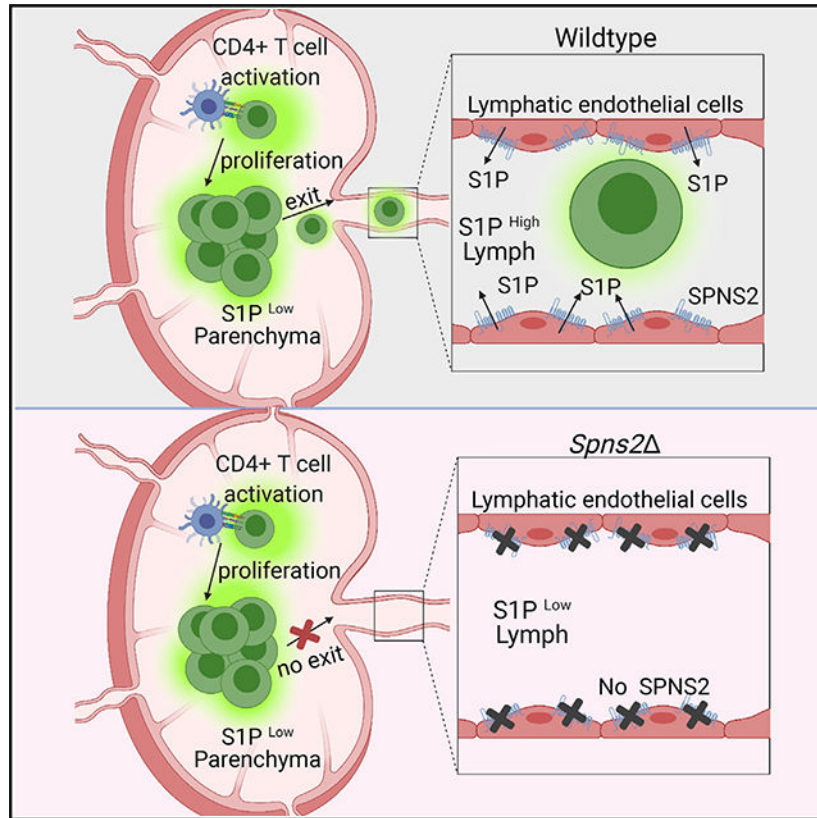 CD4+ T cell
activation
proliferation
exit
S1P Low
Parenchyma
Wildtype
Lymphatic endothelial cells
S1P
S1P
S1P High
Lymph
S1P
S1P
SPNS2
CD4+ T cell
activation
proliferation
no exit
S1P Low
Parenchyma
Spns2Δ
Lymphatic endothelial cells
S1P Low
Lymph
No SPNS2